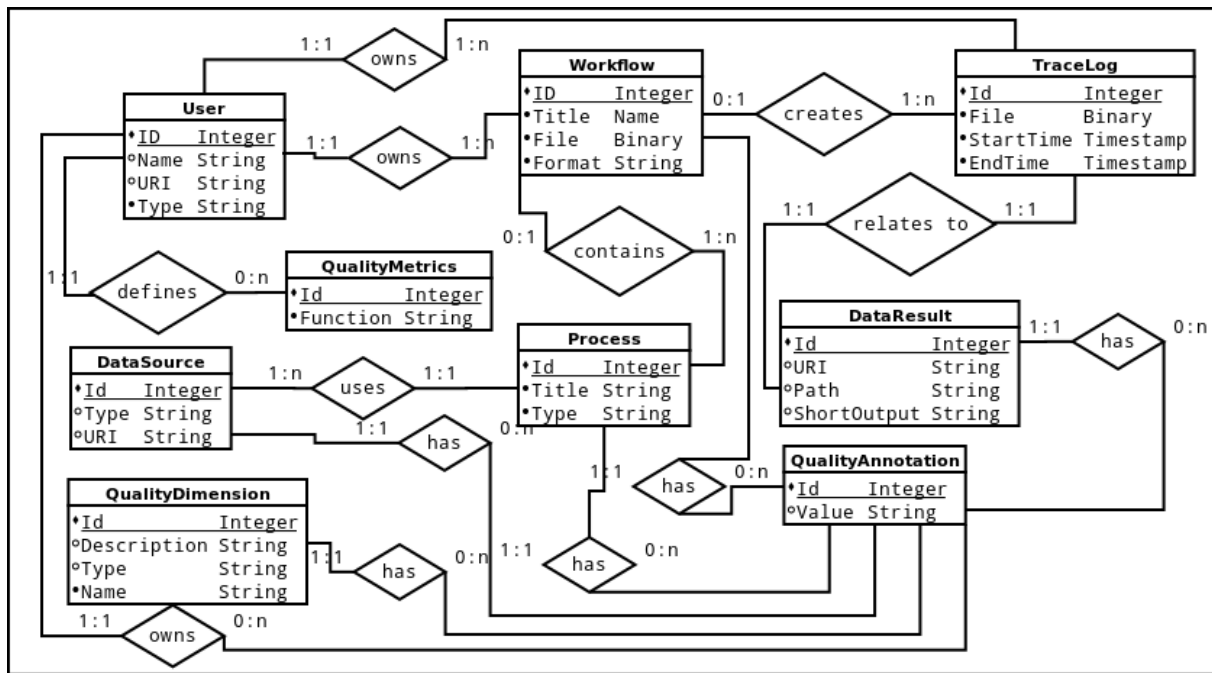 1:1
owns
1:n
User
ID Integer
Name String
URI String
Type String
1:1
owns
1:n
Workflow
ID Integer
Title Name
File Binary
Format String
0:1
creates
1:n
TraceLog
Id Integer
File Binary
StartTime Timestamp
EndTime Timestamp
1:1
relates to
1:1
0:1
contains
1:n
1:1
defines
0:n
QualityMetrics
Id Integer
Function String
DataSource
Id Integer
Type String
URI String
1:n
uses
1:1
Process
Id Integer
Title String
Type String
DataResult
Id Integer
URI String
Path String
ShortOutput String
1:1
has
0:n
1:1
has
0:n
1:1
has
0:n
QualityAnnotation
Id Integer
Value String
QualityDimension
Id Integer
Description String
Type String
Name String
1:1
has
0:n
1:1
has
0:n
1:1
owns
0:n